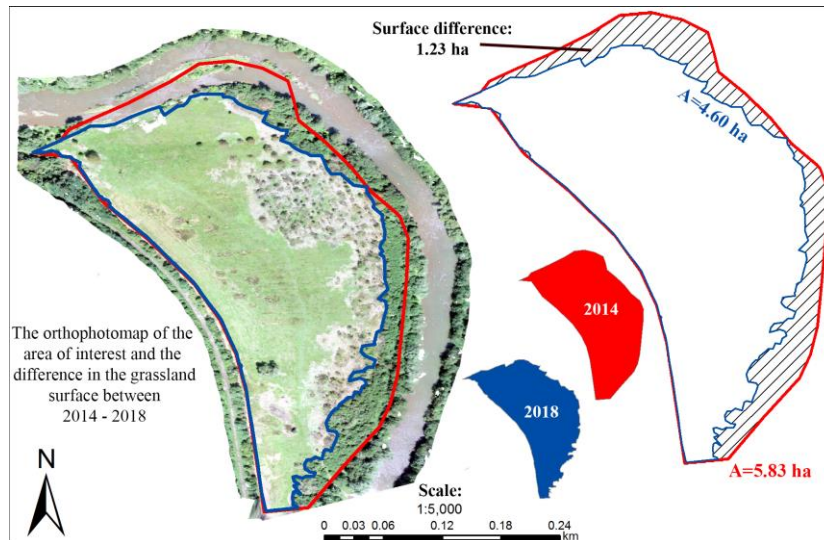 Surface difference:
1.23 ha
A=4.60 ha
2014
The orthophotomap of the
area of interest and the
difference in the grassland
surface between
2014 - 2018
2018
N
Scale:
1:5,000
A=5.83 ha
0 0.03 0.06 0.12 0.18 0.24
km